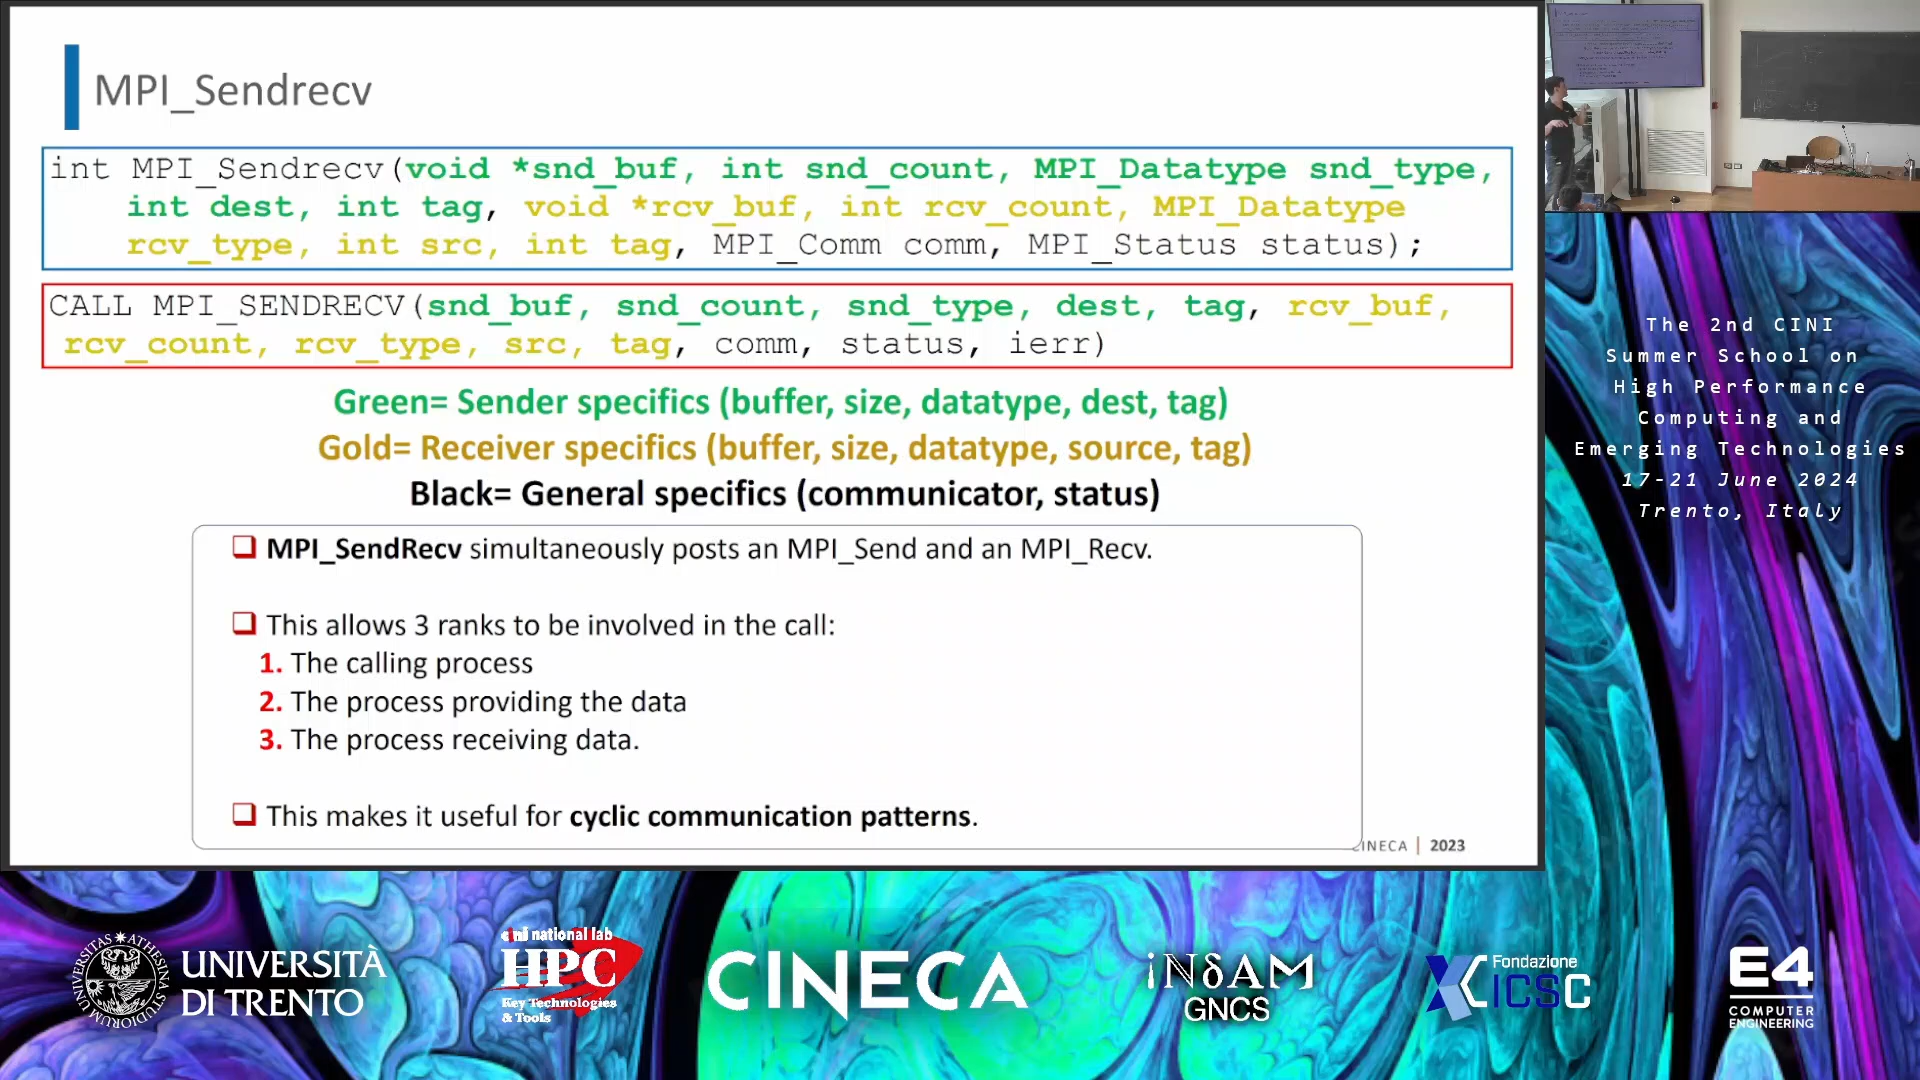 MPI_Sendrecv
int MPI_Sendrecv(void *snd_buf, int snd_count, MPI_Datatype snd_type,
int dest, int tag, void *rcv_buf, int rcv_count, MPI_Datatype
rcv_type, int src, int tag, MPI_Comm comm, MPI_Status status);
CALL MPI_SENDRECV(snd_buf, snd_count, snd_type, dest, tag, rcv_buf,
rcv_count, rcv_type, src, tag, comm, status, ierr)
Green= Sender specifics (buffer, size, datatype, dest, tag)
Gold= Receiver specifics (buffer, size, datatype, source, tag)
Black= General specifics (communicator, status)
MPI_SendRecv simultaneously posts an MPI_Send and an MPI_Recv.
This allows 3 ranks to be involved in the call:
1. The calling process
2. The process providing the data
3. The process receiving data.
This makes it useful for cyclic communication patterns.
CINECA | 2023
The 2nd CINI
Summer School on
High Performance
Computing and
Emerging Technologies
17-21 June 2024
Trento, Italy
UNIVERSITÀ
DI TRENTO
cini national lab
HPC
Key Technologies
& Tools
CINECA
iNδAM
GNCS
Fondazione
ICSC
E4
COMPUTER
ENGINEERING